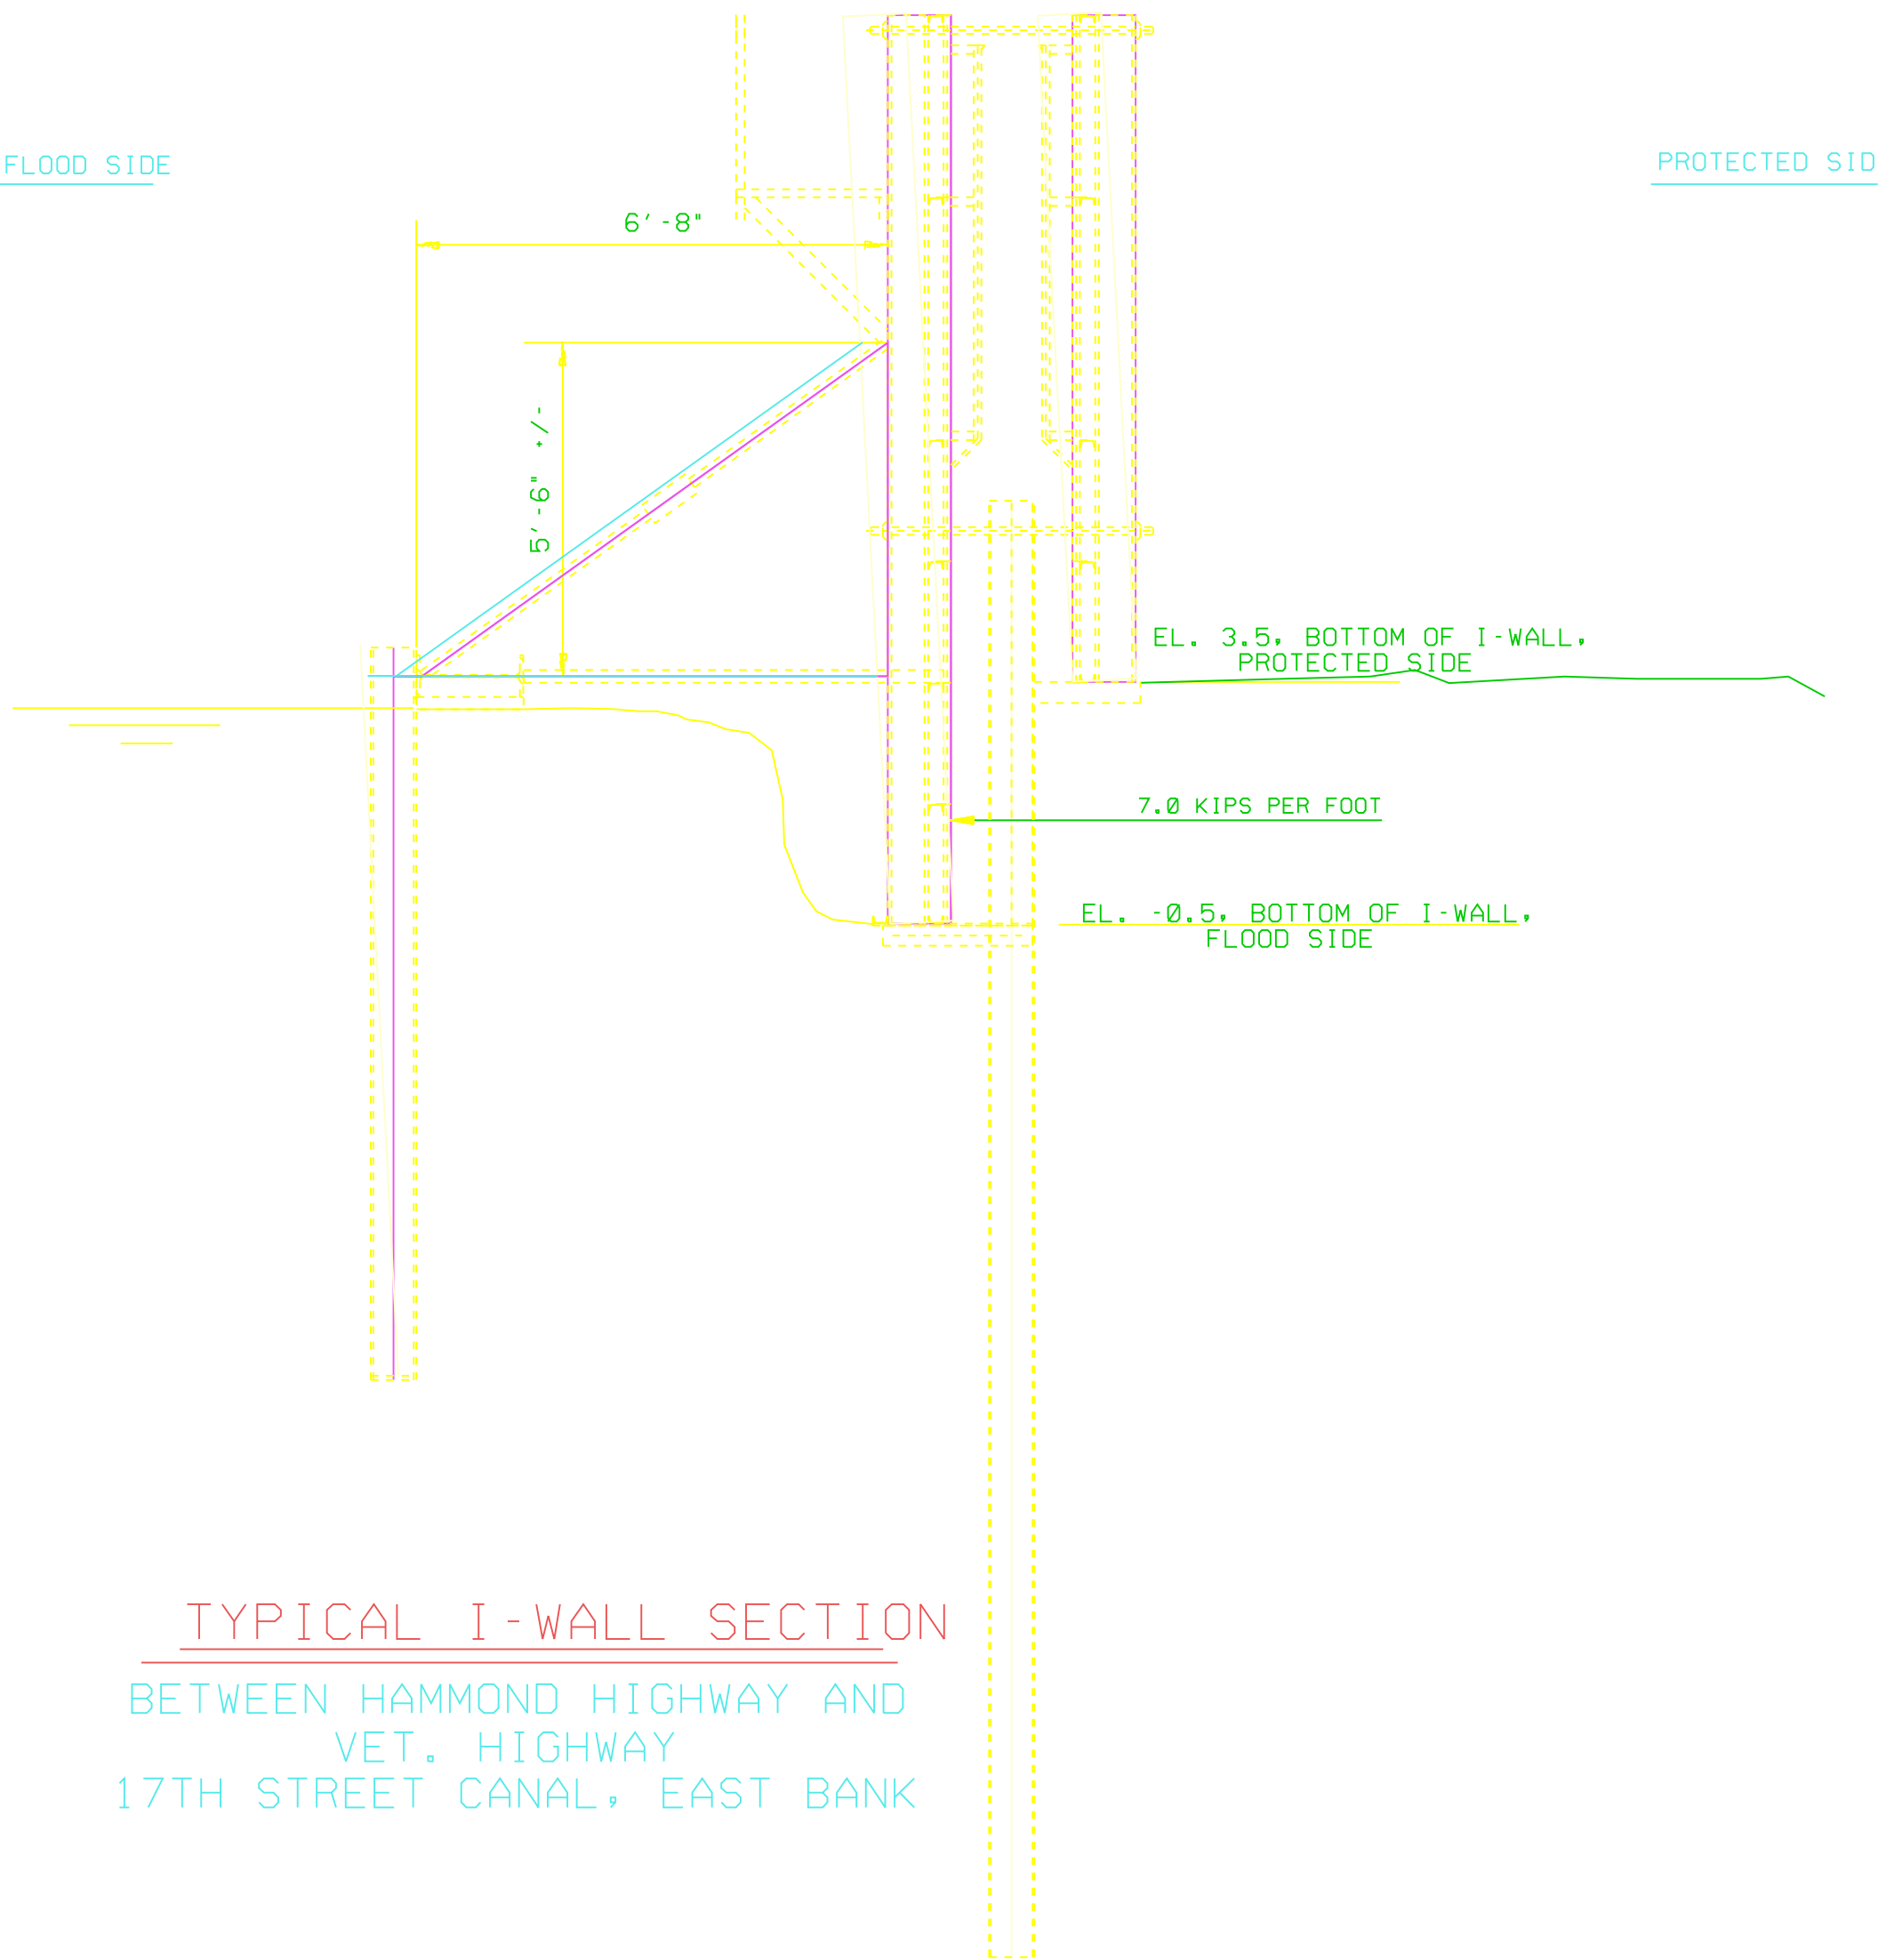 FLOOD SIDE
PROTECTED SID
6'-8"
5'-6" +/-
EL. 3.5, BOTTOM OF I-WALL,
PROTECTED SIDE
7.0 KIPS PER FOOT
EL. -0.5, BOTTOM OF I-WALL,
FLOOD SIDE
TYPICAL I-WALL SECTION
BETWEEN HAMMOND HIGHWAY AND
VET. HIGHWAY
17TH STREET CANAL, EAST BANK